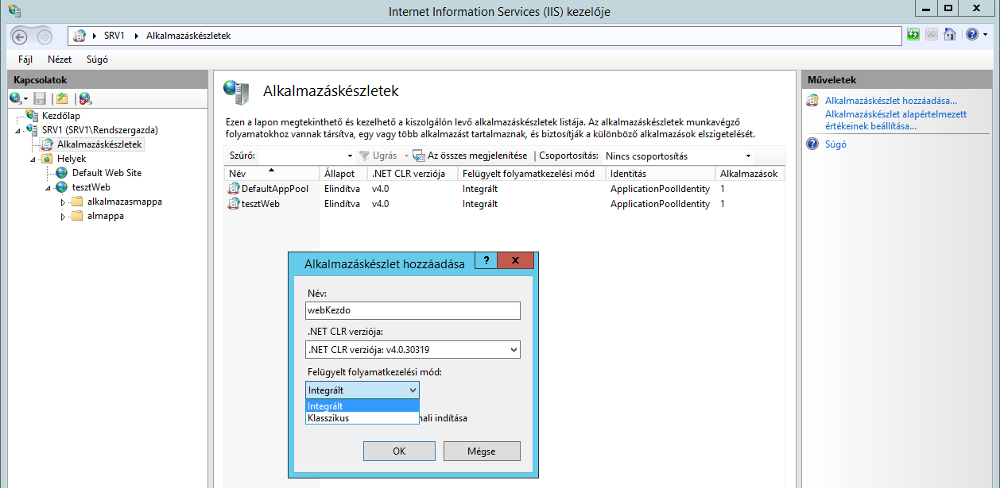 Internet Information Services (IIS) kezelője
SRV1 Alkalmazáskészletek
Fájl Nézet Súgó
Kapcsolatok
Kezdőlap
SRV1 (SRV1\Rendszergazda)
Alkalmazáskészletek
Helyek
Default Web Site
tesztWeb
alkalmazasmappa
almappa
Alkalmazáskészletek
Ezen a lapon megtekinthető és kezelhető a kiszolgálón levő alkalmazáskészletek listája. Az alkalmazáskészletek munkavégző
folyamatokhoz vannak társítva, egy vagy több alkalmazást tartalmaznak, és biztosítják a különböző alkalmazások elszigetelését.
Szűrő: Ugrás Az összes megjelenítése Csoportosítás: Nincs csoportosítás
Név Állapot .NET CLR verziója Felügyelt folyamatkezelési mód Identitás Alkalmazások
DefaultAppPool Elindítva v4.0 Integrált ApplicationPoolIdentity 1
tesztWeb Elindítva v4.0 Integrált ApplicationPoolIdentity 1
Alkalmazáskészlet hozzáadása ? X
Név:
webKezdo
.NET CLR verziója:
.NET CLR verziója: v4.0.30319
Felügyelt folyamatkezelési mód:
Integrált
Integrált
Klasszikus
indítása
OK Mégse
Műveletek
Alkalmazáskészlet hozzáadása...
Alkalmazáskészlet alapértelmezett
értékeinek beállítása...
Súgó